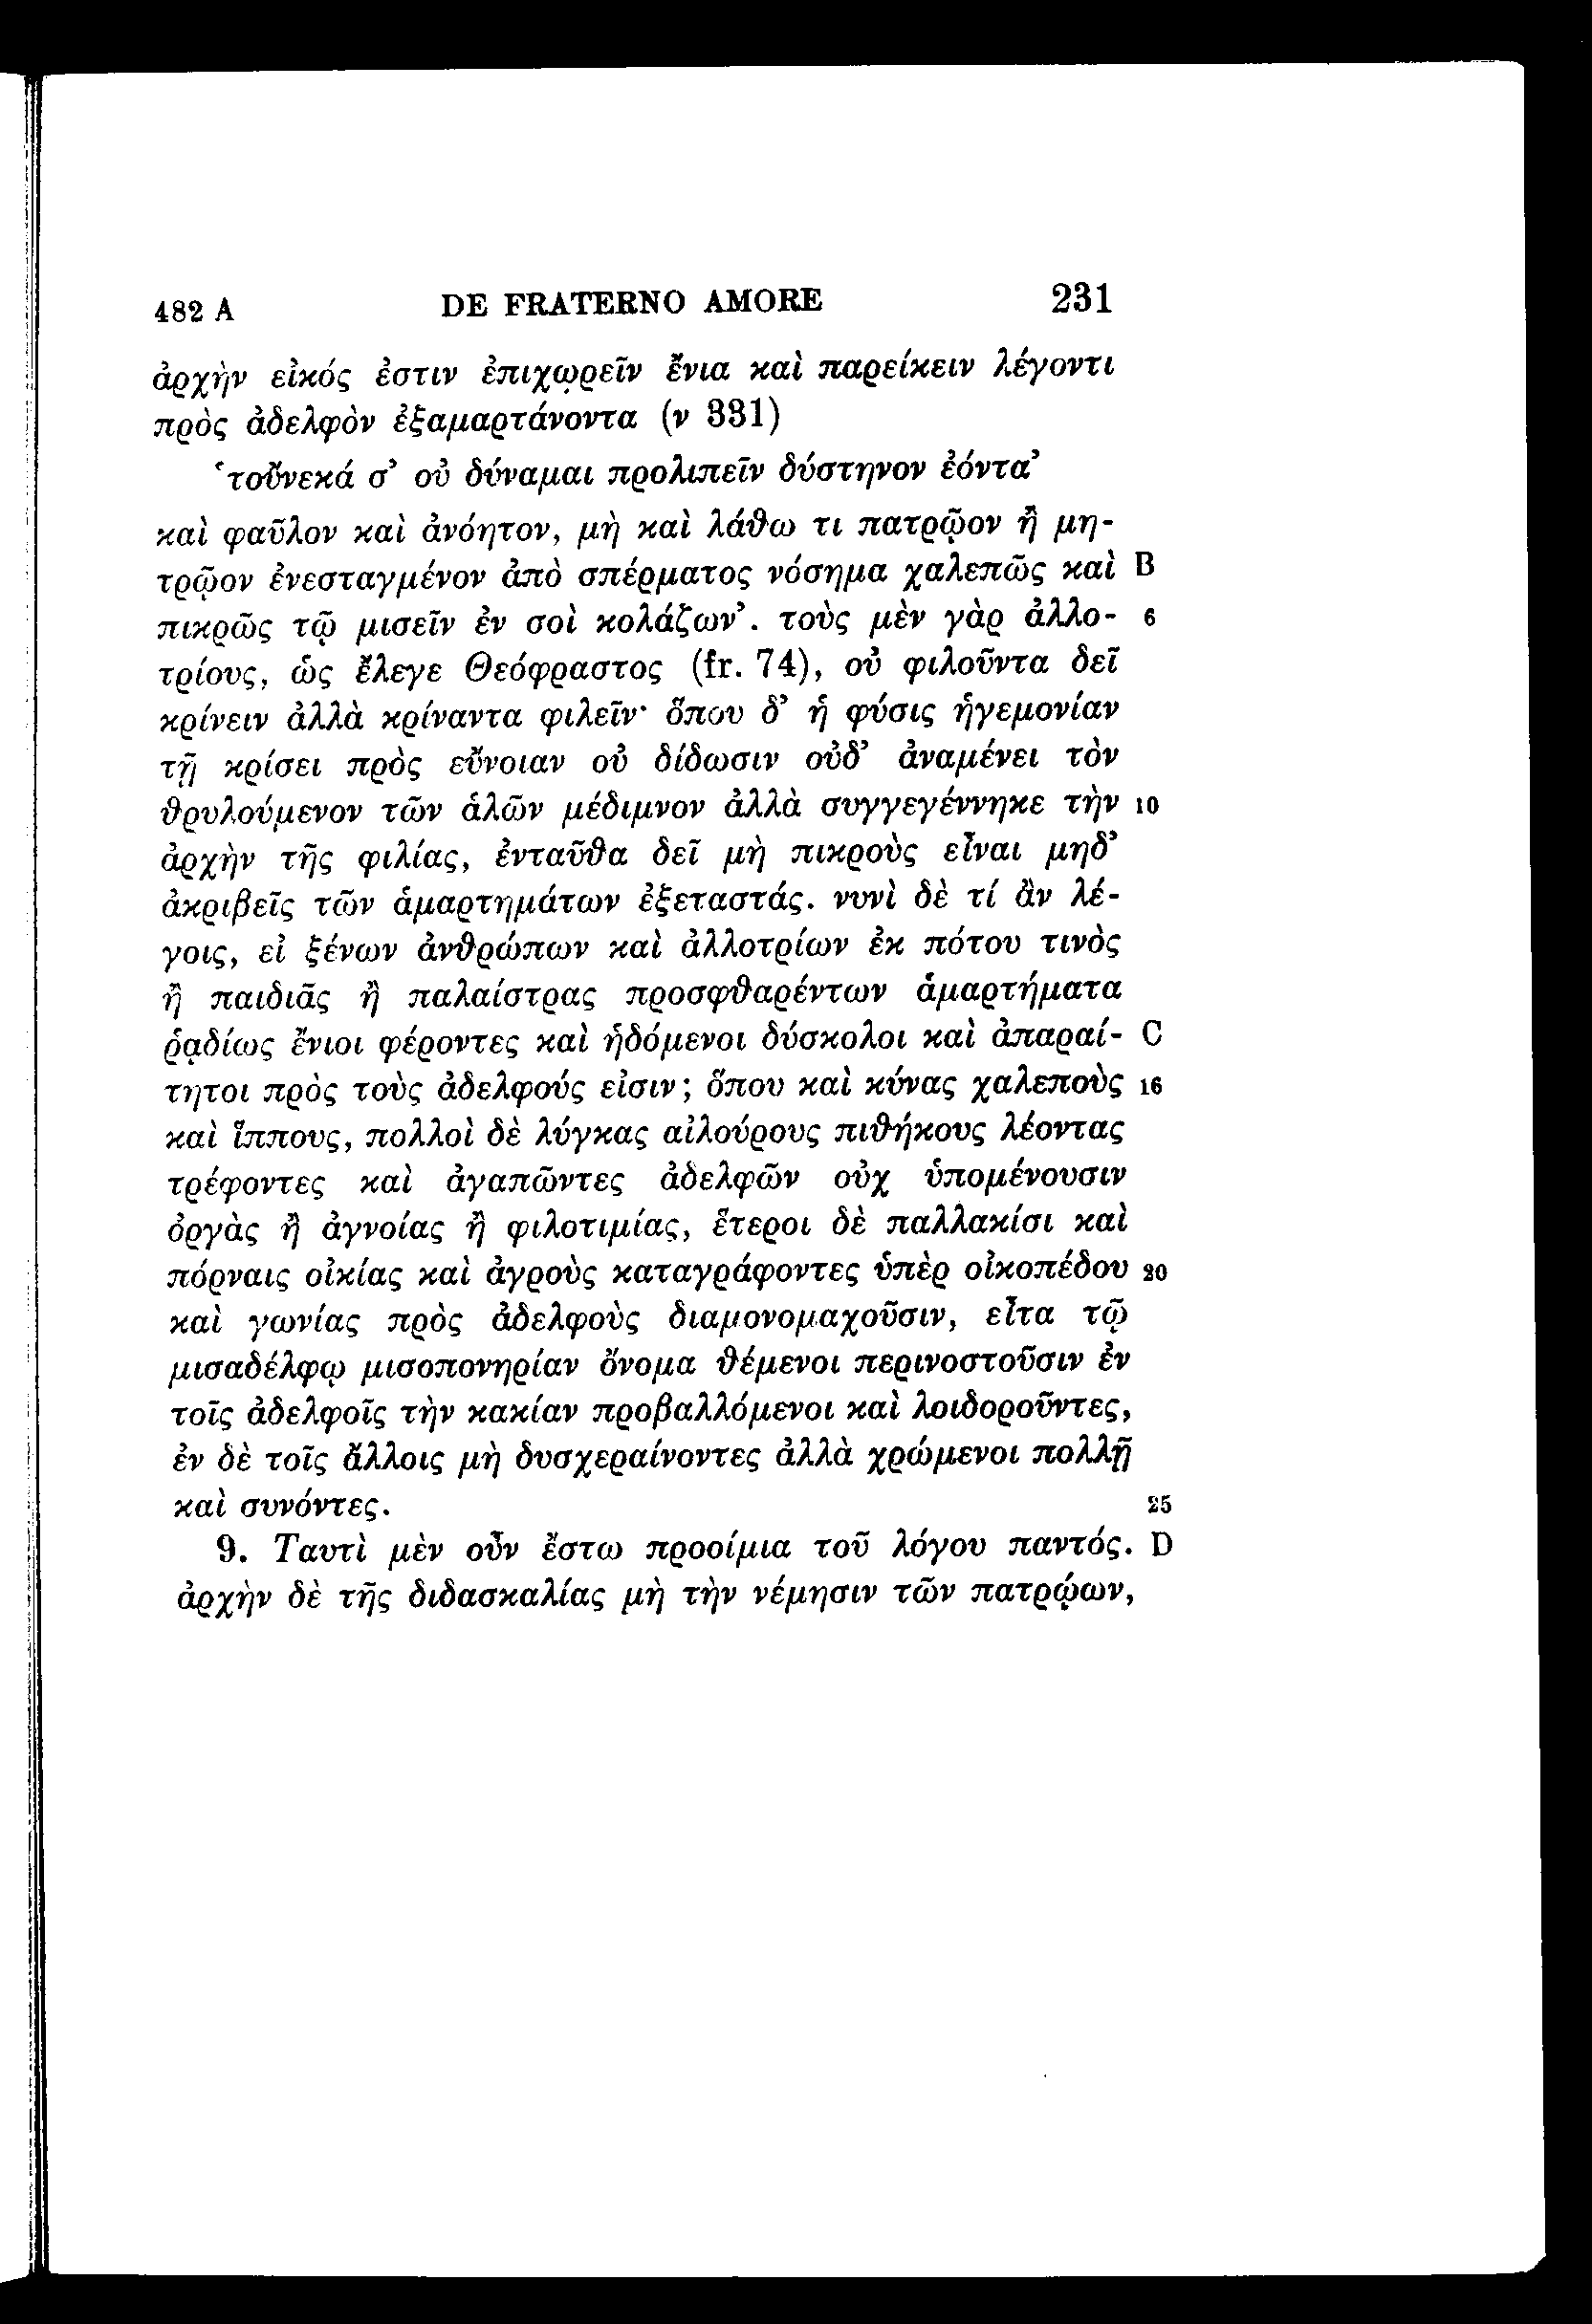 482 A DE FRATERNO AMORE 231
ἀρχὴν εἰκός ἐστιν ἐπιχωρεῖν ἔνια καὶ παρείκειν λέγοντι
πρὸς ἀδελφὸν ἐξαμαρτάνοντα (ν 331)
‘τοὔνεκά σ’ οὐ δύναμαι προλιπεῖν δύστηνον ἐόντα’
καὶ φαῦλον καὶ ἀνόητον, μὴ καὶ λάθω τι πατρῷον ἢ μη-
τρῷον ἐνεσταγμένον ἀπὸ σπέρματος νόσημα χαλεπῶς καὶ B
πικρῶς τῷ μισεῖν ἐν σοὶ κολάζων’. τοὺς μὲν γὰρ ἀλλο- 6
τρίους, ὡς ἔλεγε Θεόφραστος (fr. 74), οὐ φιλοῦντα δεῖ
κρίνειν ἀλλὰ κρίναντα φιλεῖν· ὅπου δ’ ἡ φύσις ἡγεμονίαν
τῇ κρίσει πρὸς εὔνοιαν οὐ δίδωσιν οὐδ’ ἀναμένει τὸν
θρυλούμενον τῶν ἁλῶν μέδιμνον ἀλλὰ συγγεγέννηκε τὴν 10
ἀρχὴν τῆς φιλίας, ἐνταῦθα δεῖ μὴ πικροὺς εἶναι μηδ’
ἀκριβεῖς τῶν ἁμαρτημάτων ἐξεταστάς. νυνὶ δὲ τί ἂν λέ-
γοις, εἰ ξένων ἀνθρώπων καὶ ἀλλοτρίων ἐκ πότου τινὸς
ἢ παιδιᾶς ἢ παλαίστρας προσφθαρέντων ἁμαρτήματα
ῥᾳδίως ἔνιοι φέροντες καὶ ἡδόμενοι δύσκολοι καὶ ἀπαραί- C
τητοι πρὸς τοὺς ἀδελφούς εἰσιν; ὅπου καὶ κύνας χαλεποὺς 16
καὶ ἵππους, πολλοὶ δὲ λύγκας αἰλούρους πιθήκους λέοντας
τρέφοντες καὶ ἀγαπῶντες ἀδελφῶν οὐχ ὑπομένουσιν
ὀργὰς ἢ ἀγνοίας ἢ φιλοτιμίας, ἕτεροι δὲ παλλακίσι καὶ
πόρναις οἰκίας καὶ ἀγροὺς καταγράφοντες ὑπὲρ οἰκοπέδου 20
καὶ γωνίας πρὸς ἀδελφοὺς διαμονομαχοῦσιν, εἶτα τῷ
μισαδέλφῳ μισοπονηρίαν ὄνομα θέμενοι περινοστοῦσιν ἐν
τοῖς ἀδελφοῖς τὴν κακίαν προβαλλόμενοι καὶ λοιδοροῦντες,
ἐν δὲ τοῖς ἄλλοις μὴ δυσχεραίνοντες ἀλλὰ χρώμενοι πολλῇ
καὶ συνόντες. 25
9. Ταυτὶ μὲν οὖν ἔστω προοίμια τοῦ λόγου παντός. D
ἀρχὴν δὲ τῆς διδασκαλίας μὴ τὴν νέμησιν τῶν πατρῴων,